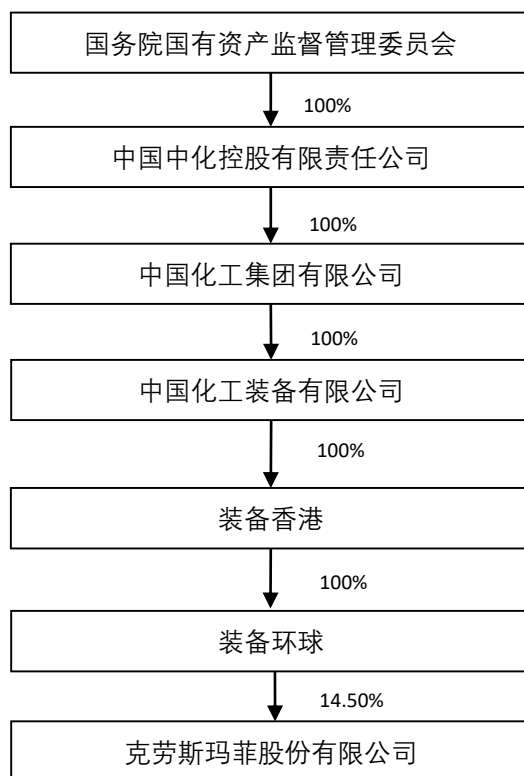 国务院国有资产监督管理委员会
100%
中国中化控股有限责任公司
100%
中国化工集团有限公司
100%
中国化工装备有限公司
100%
装备香港
100%
装备环球
14.50%
克劳斯玛菲股份有限公司